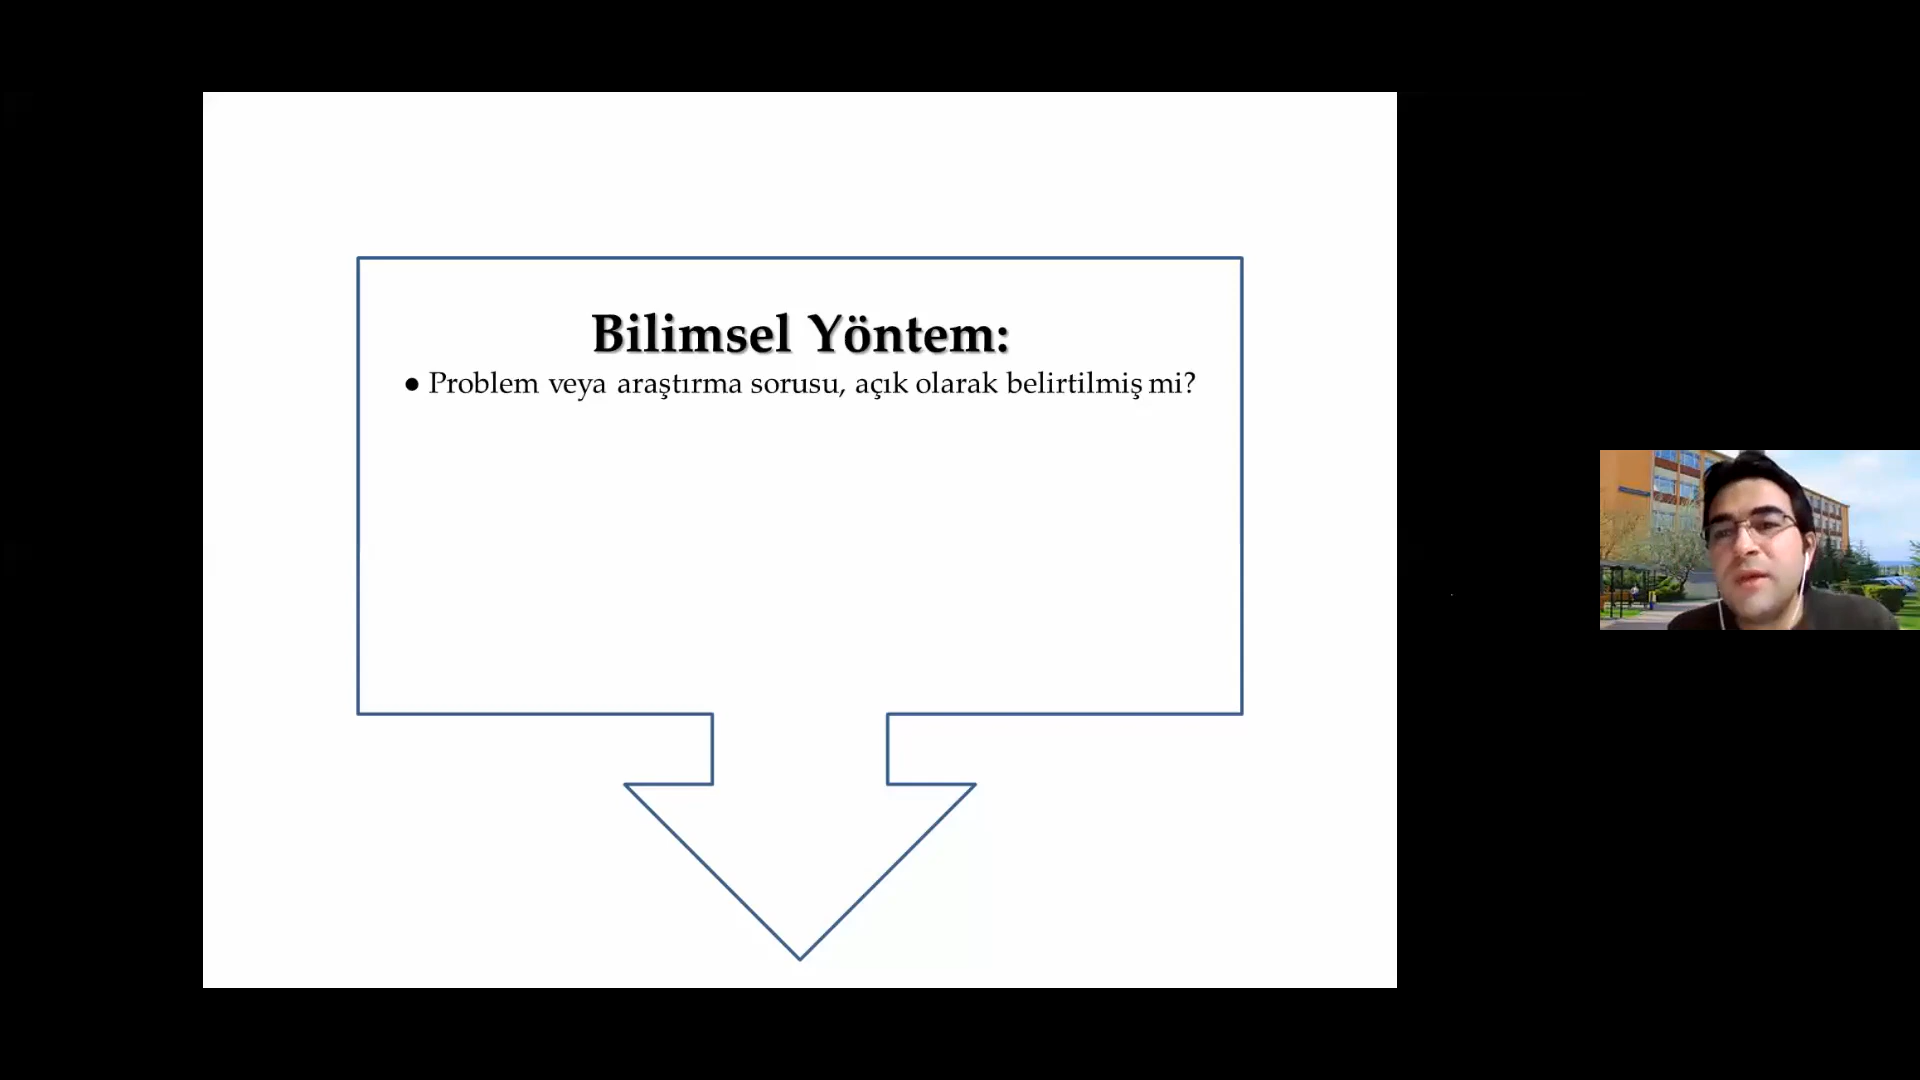 Bilimsel Yöntem:
● Problem veya araştırma sorusu, açık olarak belirtilmiş mi?